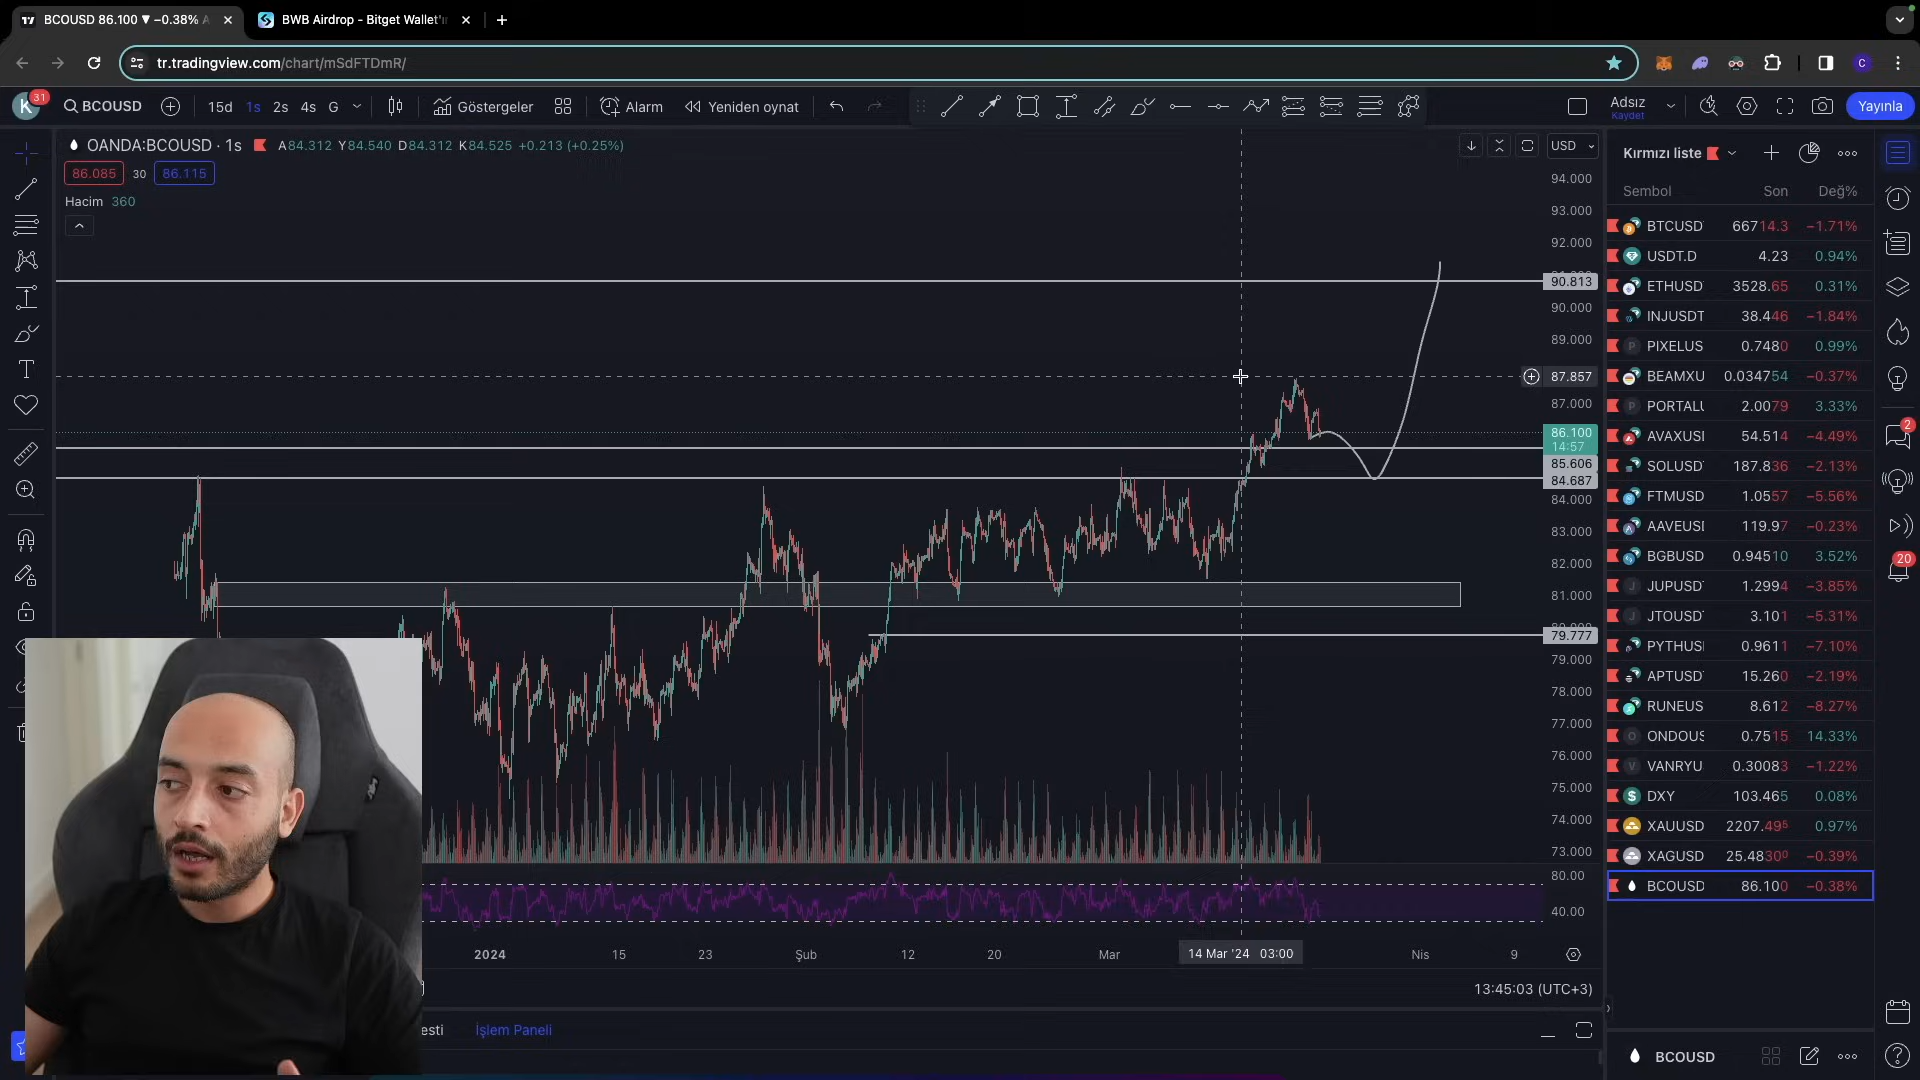 BCOUSD 86.100 ▼ −0.38% A
BWB Airdrop - Bitget Wallet'ı
tr.tradingview.com/chart/mSdFTDmR/
C
K 31
BCOUSD
15d 1s 2s 4s G
Göstergeler
Alarm
Yeniden oynat
Adsız
Kaydet
Yayınla
OANDA:BCOUSD · 1s A84.312 Y84.540 D84.312 K84.525 +0.213 (+0.25%)
86.085 30 86.115
Hacim 360
USD
94.000
93.000
92.000
90.813
90.000
89.000
87.857
87.000
86.100
14:57
85.606
84.687
84.000
83.000
82.000
81.000
79.777
79.000
78.000
77.000
76.000
75.000
74.000
73.000
80.00
40.00
2024 15 23 Şub 12 20 Mar 14 Mar '24 03:00 Nis 9
13:45:03 (UTC+3)
esti İşlem Paneli
Kırmızı liste
Sembol Son Değ%
BTCUSD 66714.3 −1.71%
USDT.D 4.23 0.94%
ETHUSD 3528.65 0.31%
INJUSDT 38.446 −1.84%
PIXELUS 0.7480 0.99%
BEAMXU 0.034754 −0.37%
PORTALU 2.0079 3.33%
AVAXUSI 54.514 −4.49%
SOLUSD 187.836 −2.13%
FTMUSD 1.0557 −5.56%
AAVEUSI 119.97 −0.23%
BGBUSD 0.94510 3.52%
JUPUSD 1.2994 −3.85%
JTOUSD 3.101 −5.31%
PYTHUS 0.9611 −7.10%
APTUSD 15.260 −2.19%
RUNEUS 8.612 −8.27%
ONDOUS 0.7515 14.33%
VANRYU 0.30083 −1.22%
DXY 103.465 0.08%
XAUUSD 2207.495 0.97%
XAGUSD 25.48300 −0.39%
BCOUSD 86.100 −0.38%
BCOUSD
2
20